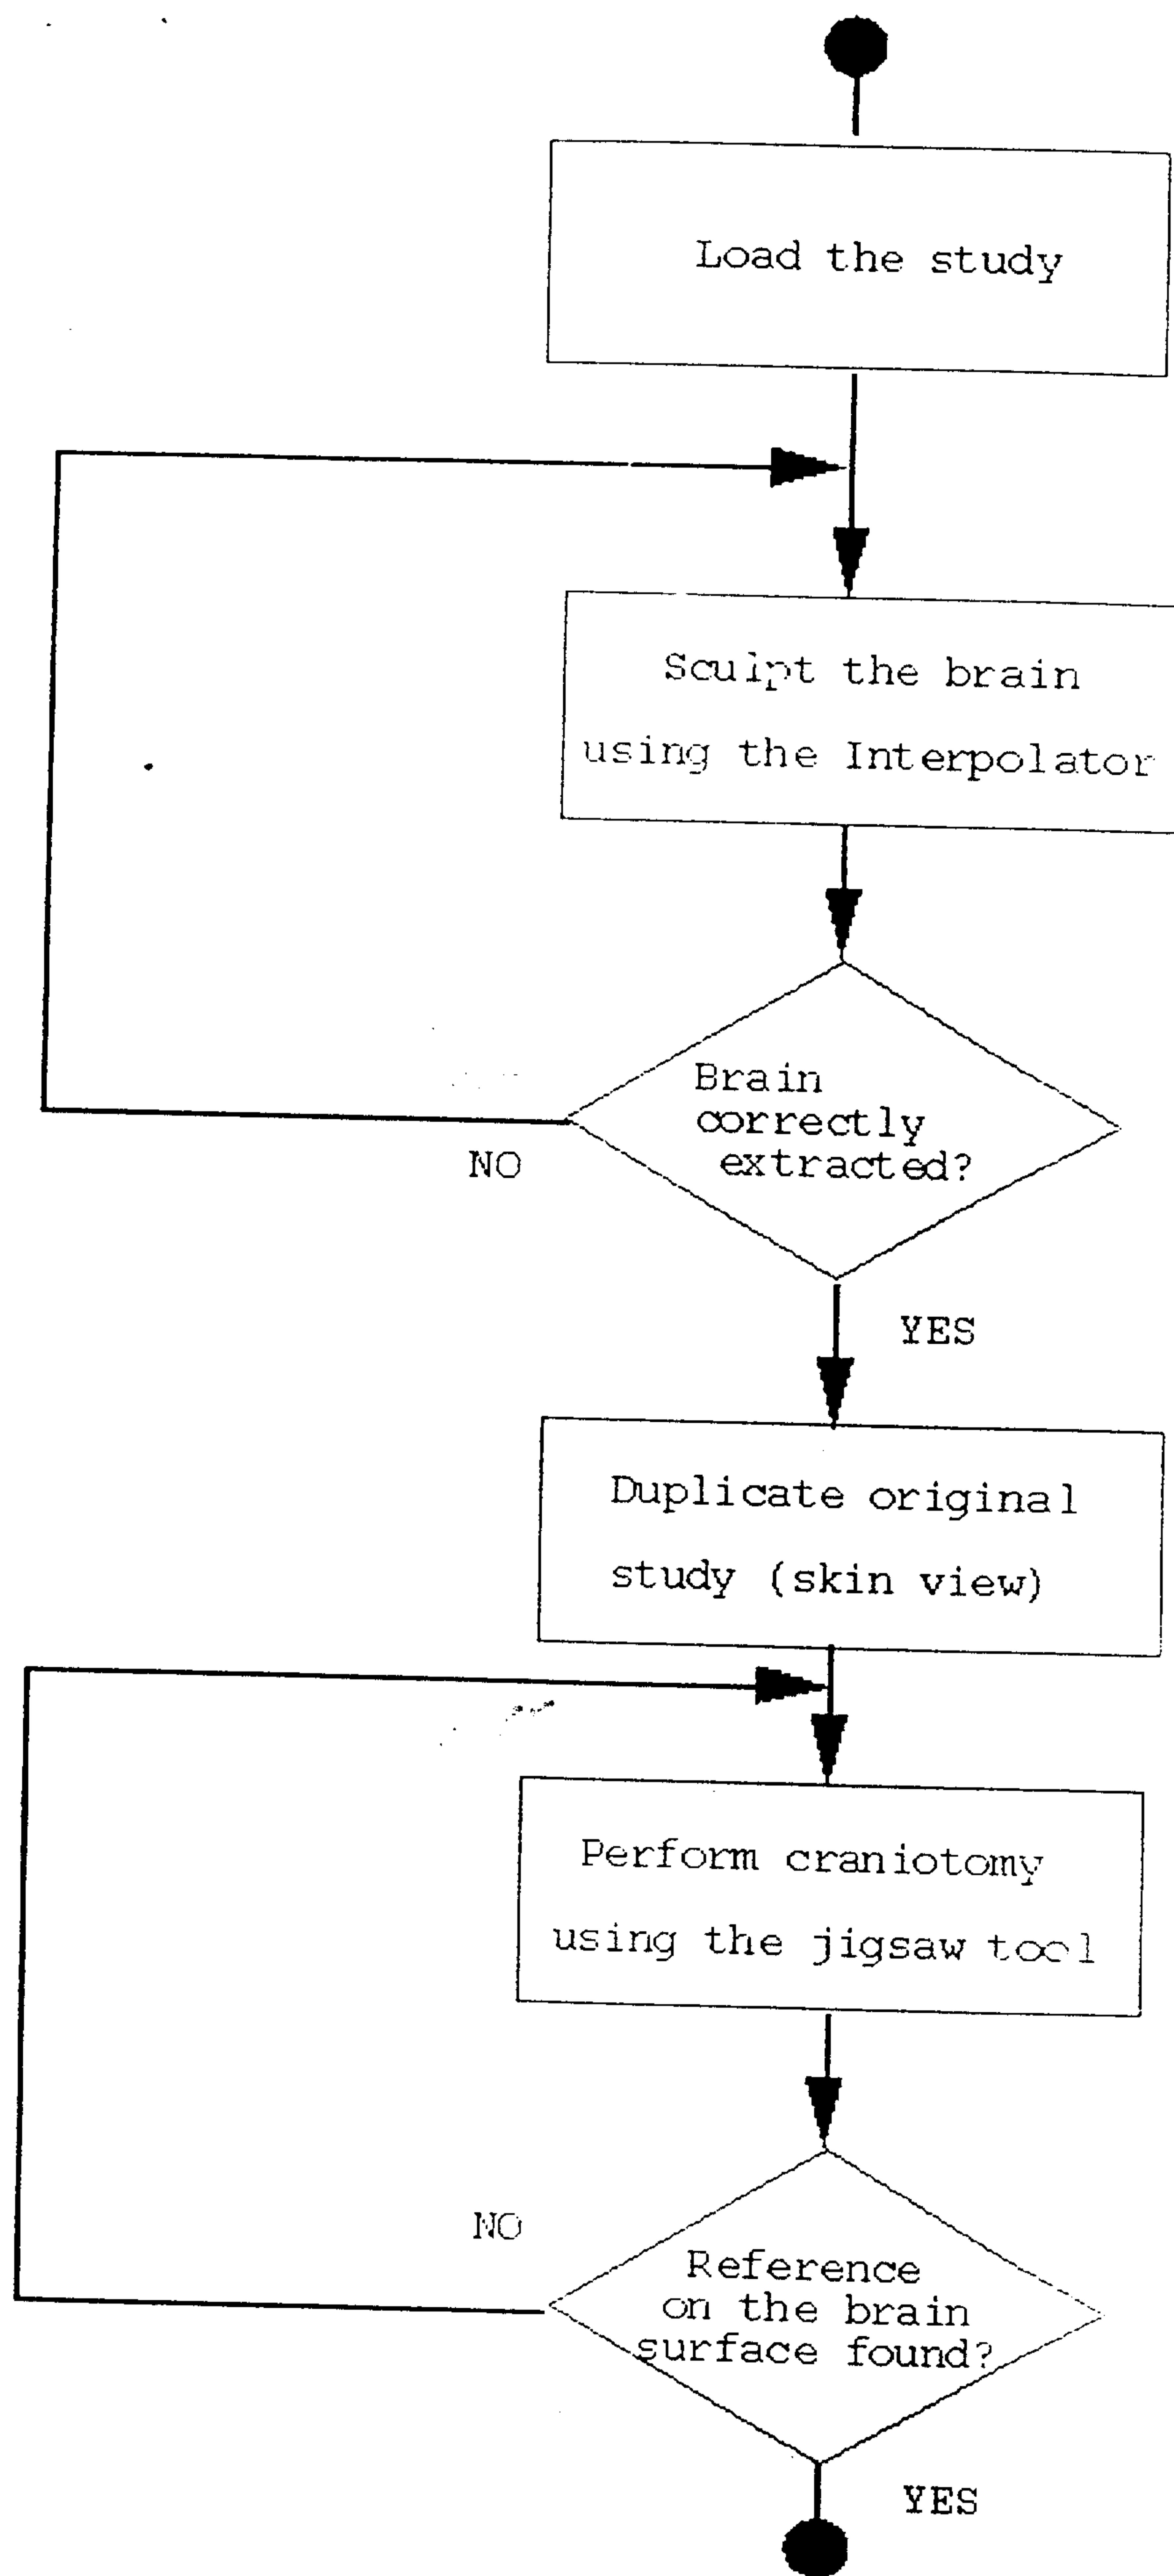 Load the study
Sculpt the brain
using the Interpolator
Brain
correctly
extracted?
NO
YES
Duplicate original
study (skin view)
Perform craniotomy
using the jigsaw tool
NO
Reference
on the brain
surface found?
YES